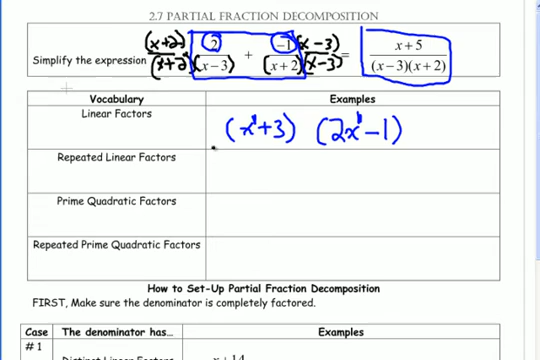 2.7 PARTIAL FRACTION DECOMPOSITION
Simplify the expression (x+2)/(x+2) 2/(x−3) + −1/(x+2) (x−3)/(x−3) = x+5/(x−3)(x+2)
Vocabulary Examples
Linear Factors (x¹+3) (2x¹−1)
Repeated Linear Factors
Prime Quadratic Factors
Repeated Prime Quadratic Factors
How to Set-Up Partial Fraction Decomposition
FIRST, Make sure the denominator is completely factored.
Case The denominator has… Examples
#1
x+14